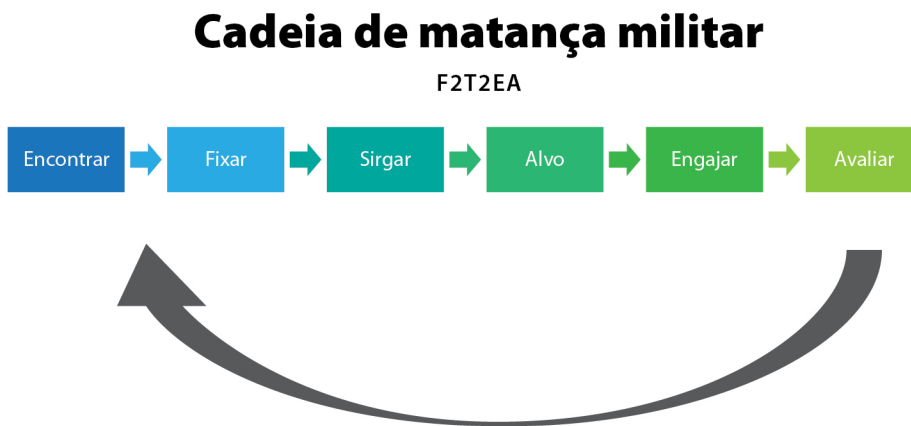 Cadeia de matança militar
F2T2EA
Encontrar
Fixar
Sirgar
Alvo
Engajar
Avaliar